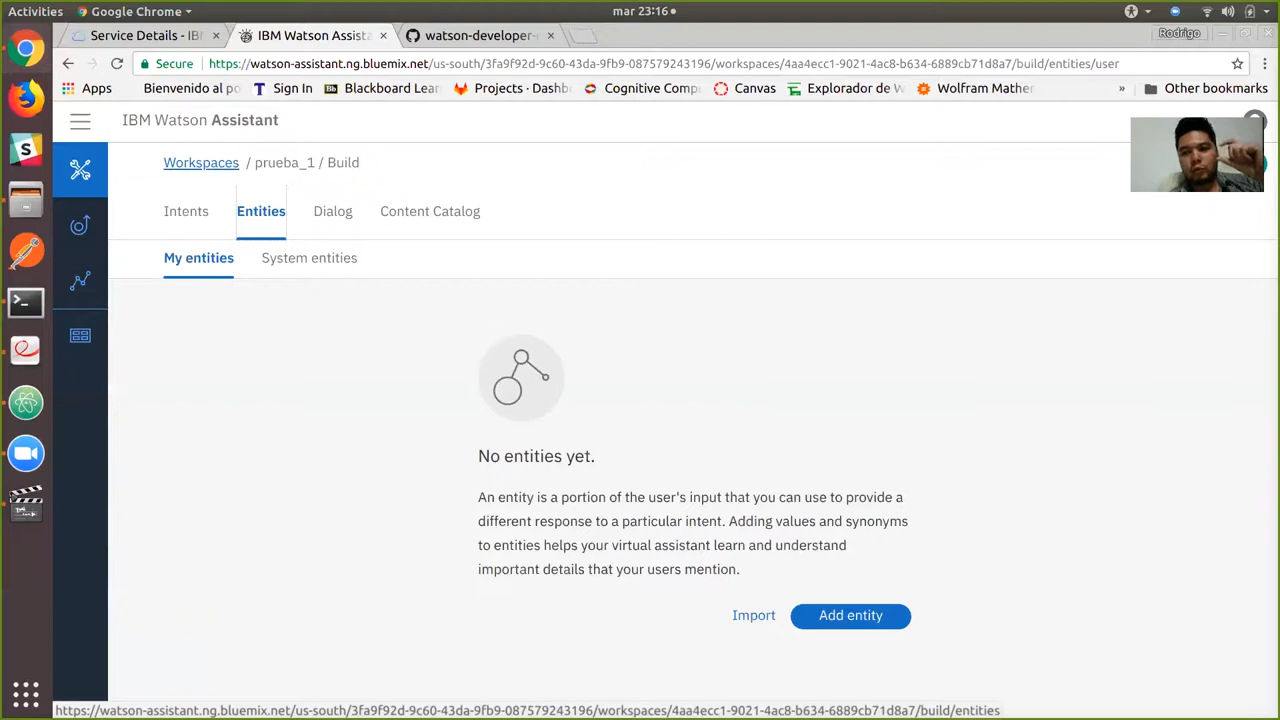 Activities
Google Chrome
mar 23:16
Service Details - IB
IBM Watson Assist
watson-developer-
Rodrigo
Secure
https://watson-assistant.ng.bluemix.net/us-south/3fa9f92d-9c60-43da-9fb9-087579243196/workspaces/4aa4ecc1-9021-4ac8-b634-6889cb71d8a7/build/entities/user
Apps
Bienvenido al po
Sign In
Blackboard Lear
Projects · Dashb
Cognitive Comp
Canvas
Explorador de W
Wolfram Mather
»
Other bookmarks
IBM Watson Assistant
Workspaces / prueba_1 / Build
Intents
Entities
Dialog
Content Catalog
My entities
System entities
No entities yet.
An entity is a portion of the user's input that you can use to provide a
different response to a particular intent. Adding values and synonyms
to entities helps your virtual assistant learn and understand
important details that your users mention.
Import
Add entity
https://watson-assistant.ng.bluemix.net/us-south/3fa9f92d-9c60-43da-9fb9-087579243196/workspaces/4aa4ecc1-9021-4ac8-b634-6889cb71d8a7/build/entities